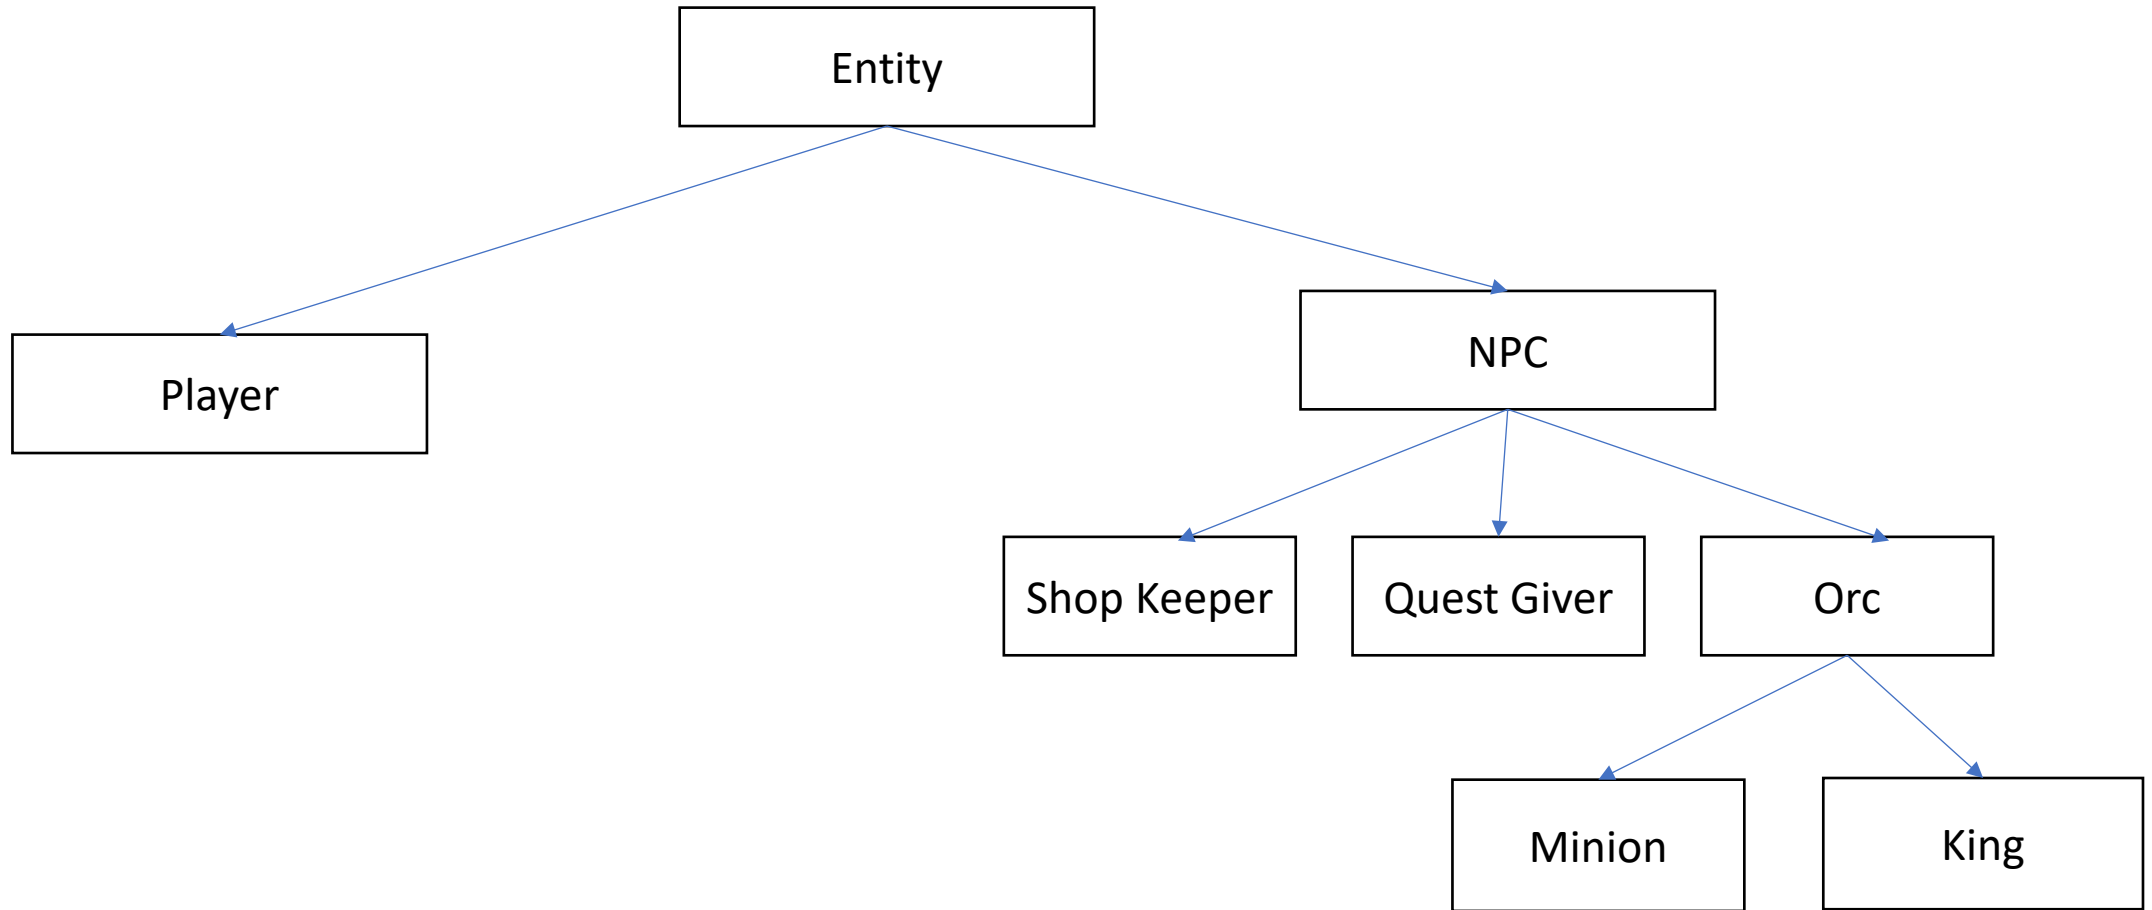 Entity
Player
NPC
Shop Keeper
Quest Giver
Orc
Minion
King